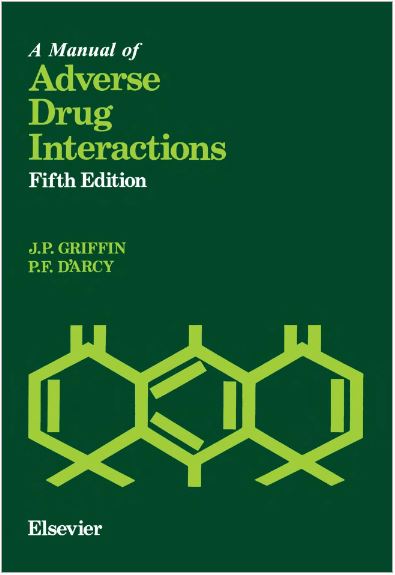 A Manual of
Adverse
Drug
Interactions
Fifth Edition
J.P. GRIFFIN
P.F. D'ARCY
Elsevier